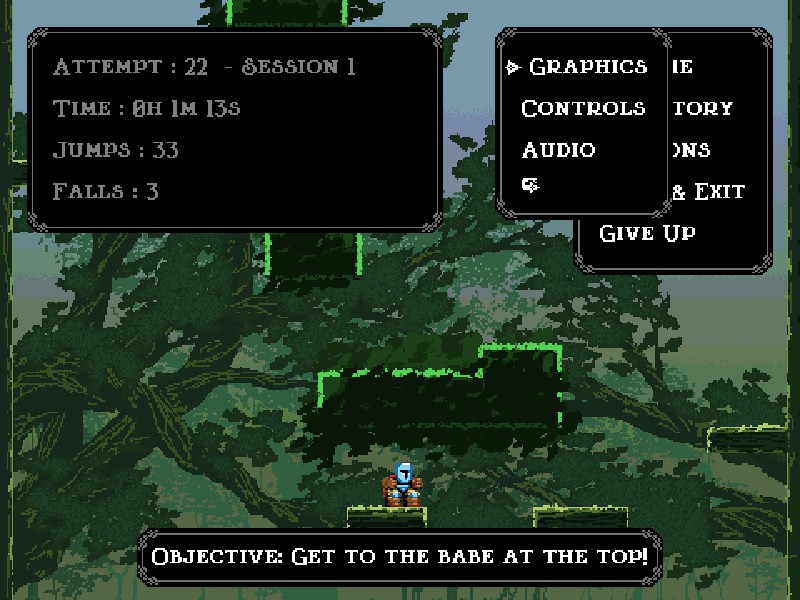 Attempt : 22 - Session 1
Time : 0h 1m 13s
Jumps : 33
Falls : 3
Graphics
Controls
Audio
& Exit
Give Up
Objective: Get to the babe at the top!